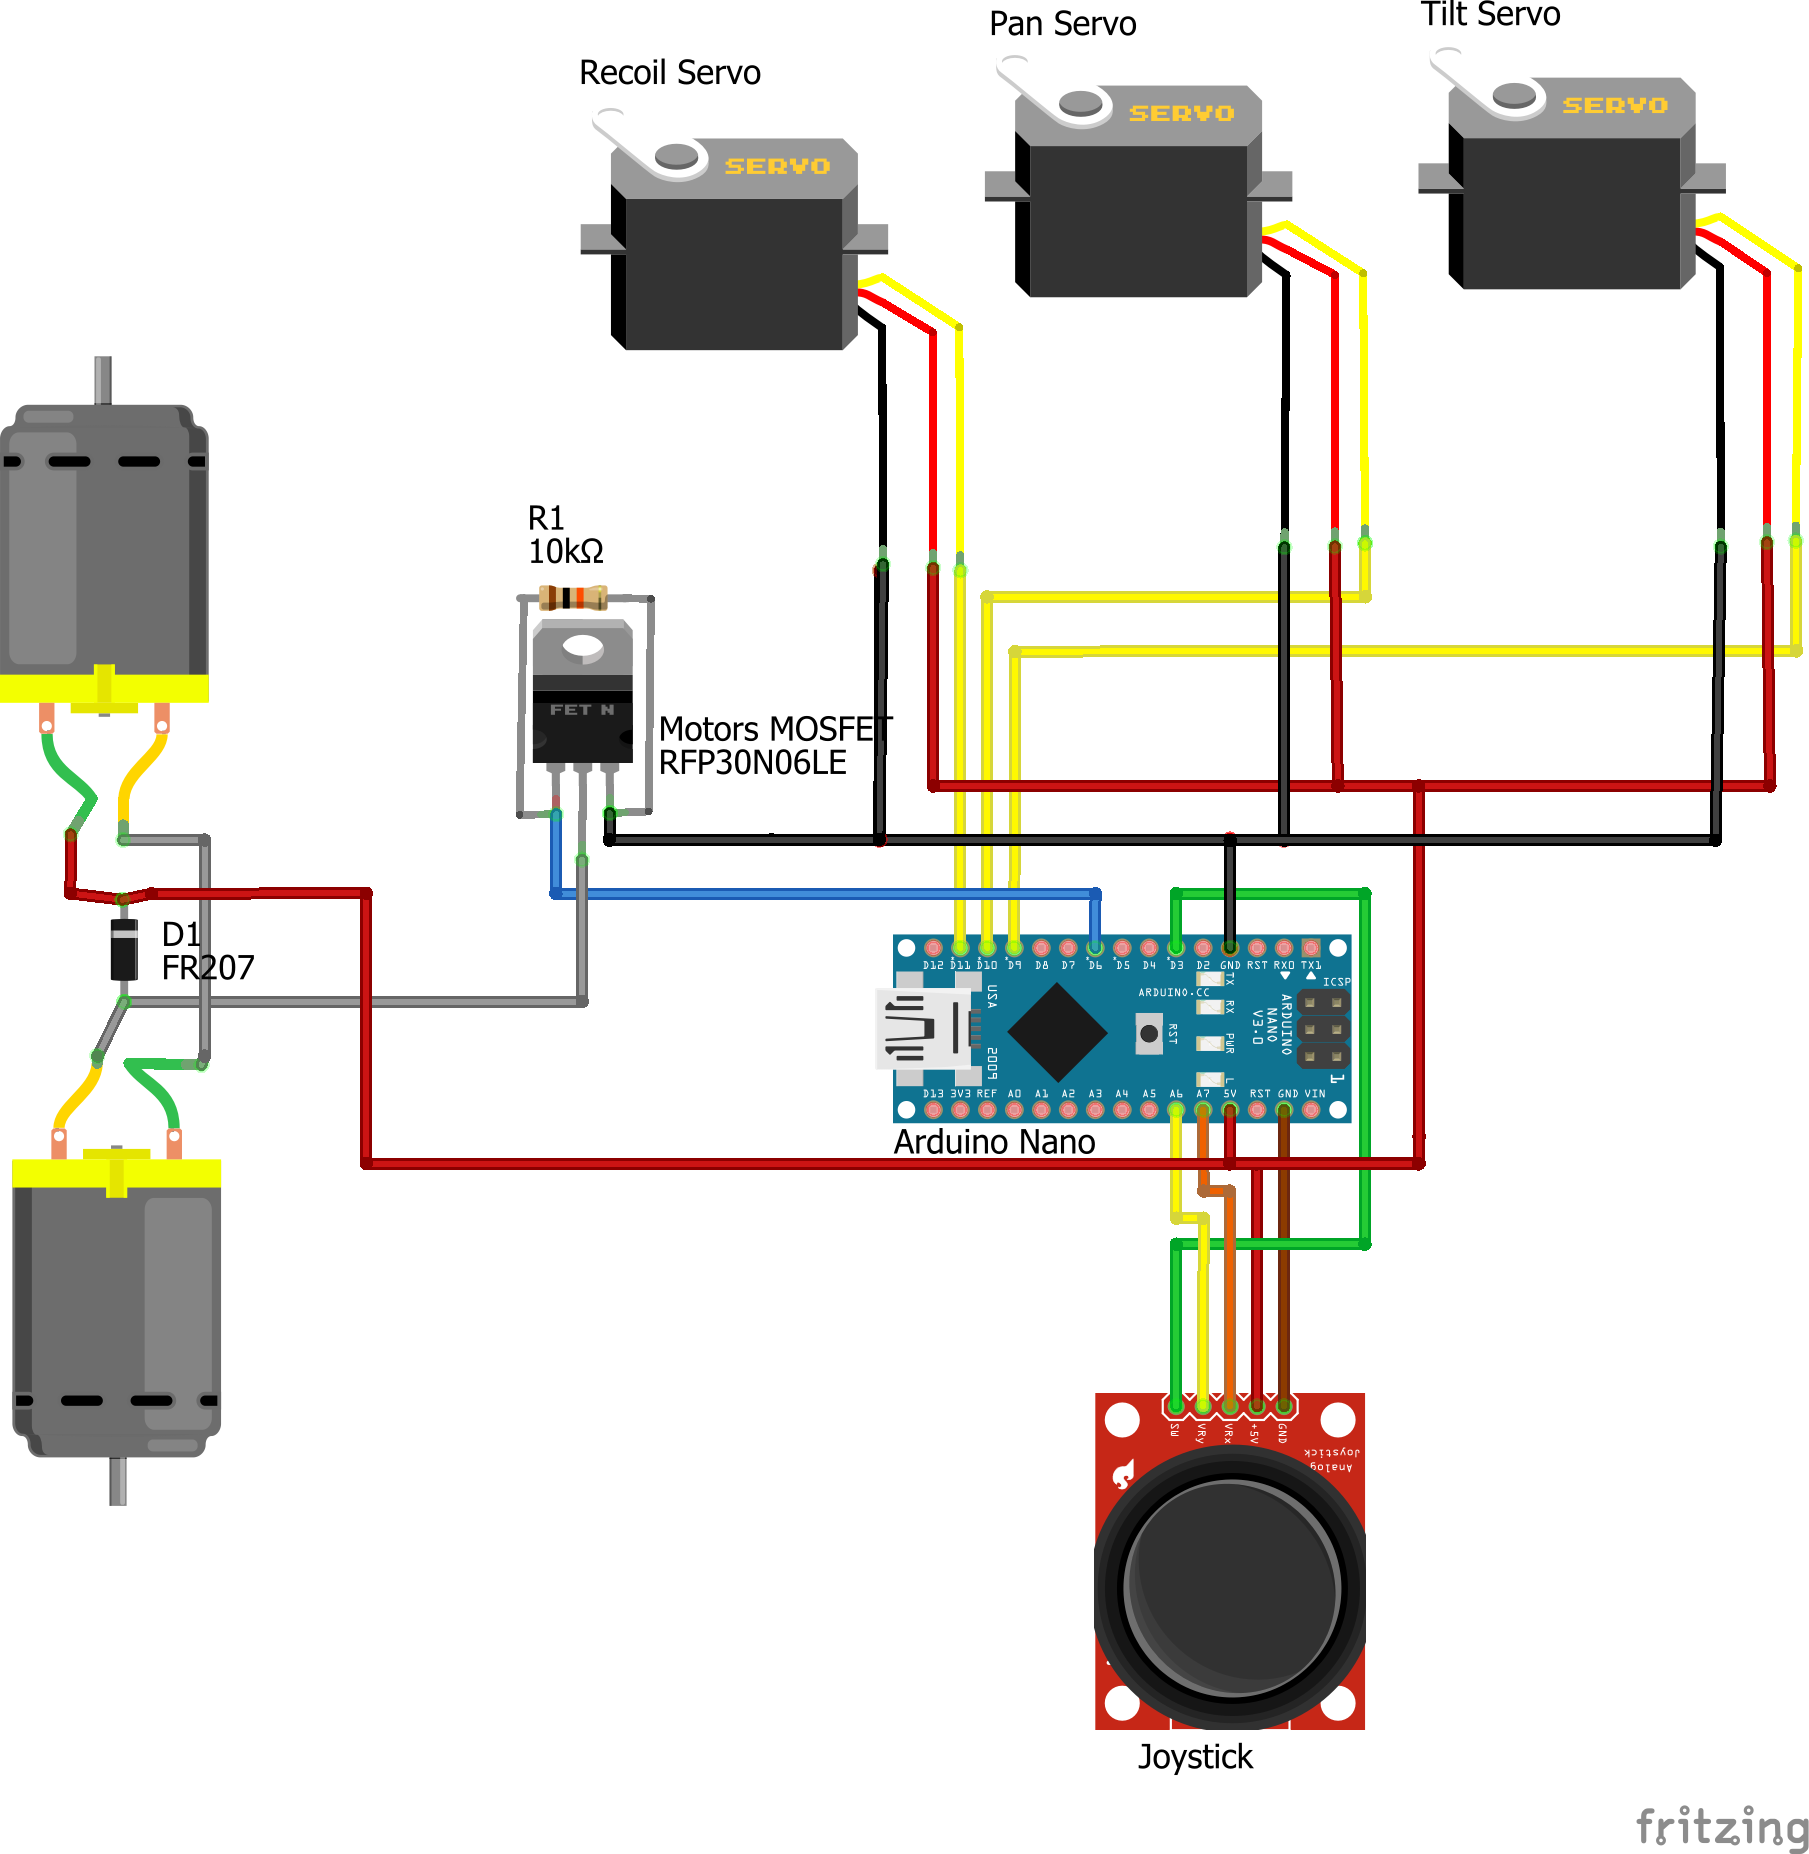 Tilt Servo
Pan Servo
Recoil Servo
SERVO
SERVO
SERVO
R1
10kΩ
FET N
Motors MOSFET
RFP30N06LE
D1
FR207
D12 D11 D10 D9 D8 D7 D6 D5 D4 D3 D2 GND RST RX0 TX1
ICSP
TX
RX
PWR
L
USA
2009
ARDUINO.CC
RST
ARDUINO
NANO
V3.0
1
D13 3V3 REF A0 A1 A2 A3 A4 A5 A6 A7 5V RST GND VIN
Arduino Nano
SW
VRy
VRx
+5V
GND
Analog
Joystick
Joystick
fritzing